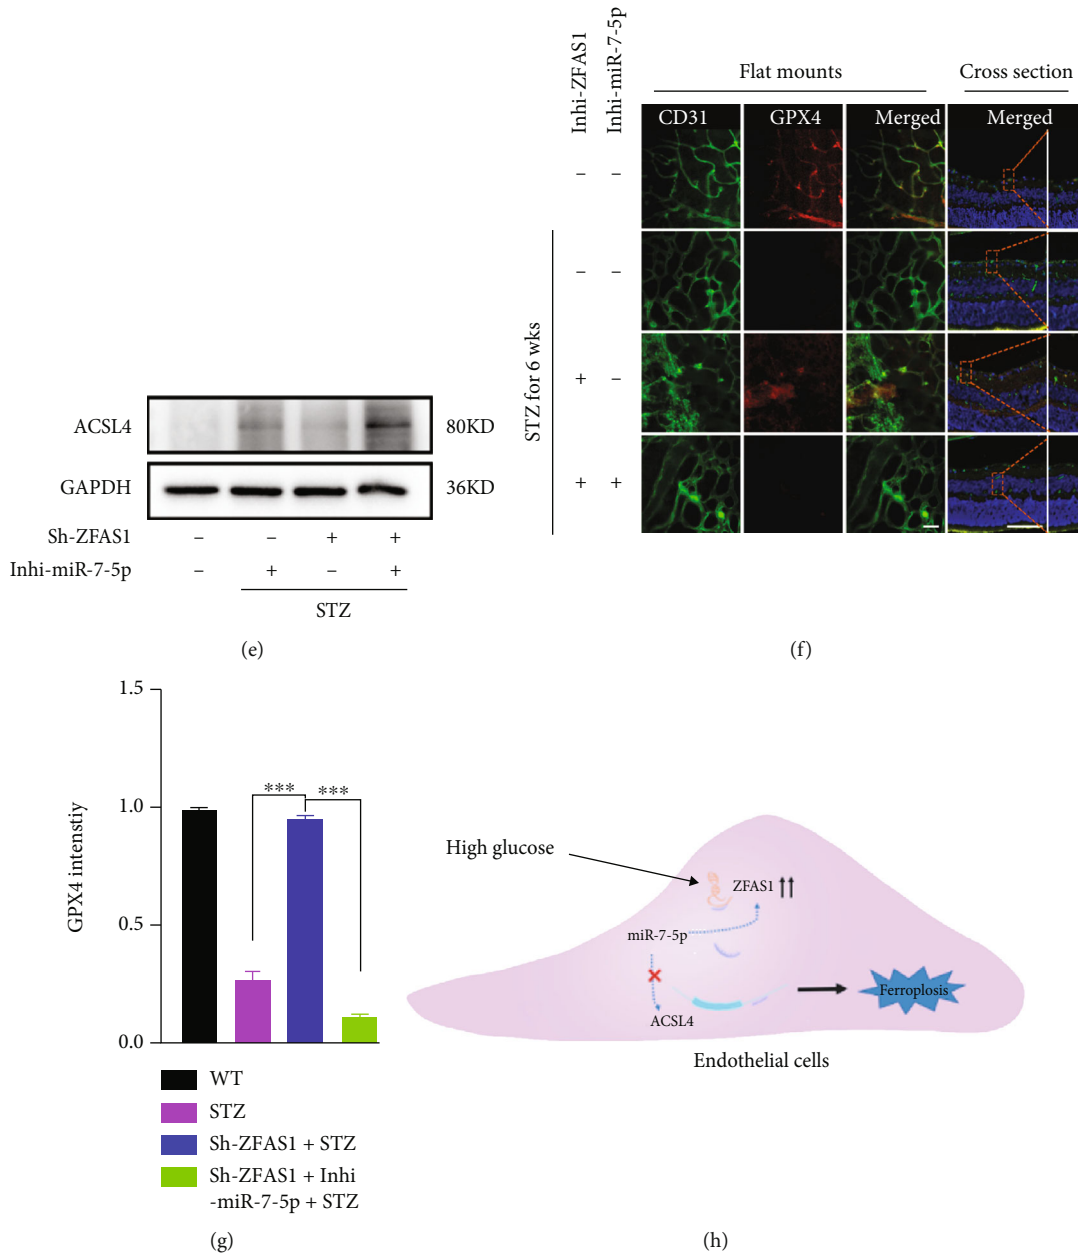 Inhi-ZFAS1
Inhi-miR-7-5p
Flat mounts
Cross section
CD31
GPX4
Merged
Merged
– –
– –
+ –
+ +
STZ for 6 wks
ACSL4
80KD
GAPDH
36KD
Sh-ZFAS1 – – + +
Inhi-miR-7-5p – + – +
STZ
(e)
(f)
1.5
1.0
0.5
0.0
GPX4 intenstiy
*** ***
WT
STZ
Sh-ZFAS1 + STZ
Sh-ZFAS1 + Inhi
-miR-7-5p + STZ
(g)
High glucose
ZFAS1
miR-7-5p
ACSL4
Ferroplosis
Endothelial cells
(h)